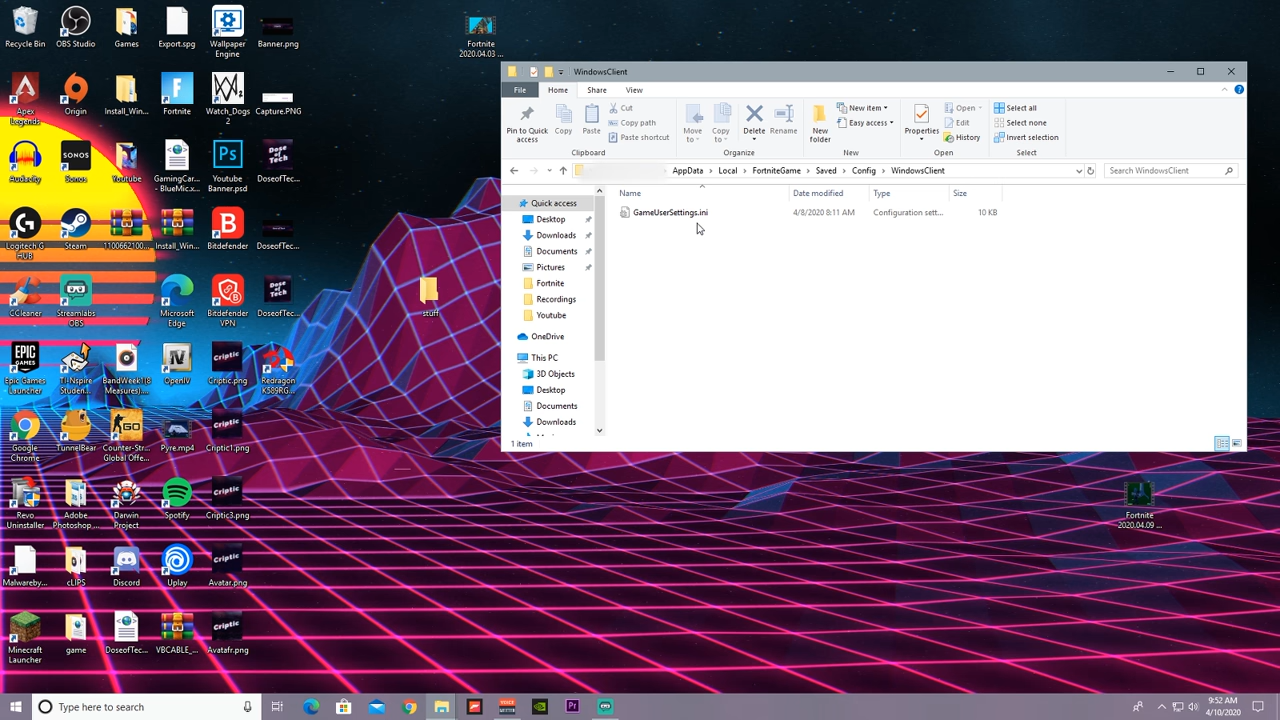 Recycle Bin
OBS Studio
Games
Export.spg
Wallpaper
Engine
Banner.png
Fortnite
2020.04.03 ...
Apex
Legends
Origin
Install_Win...
Fortnite
Watch_Dogs
2
Capture.PNG
Audacity
Sonos
Youtube
GamingCar...
- BlueMic.x...
Youtube
Banner.psd
DoseofTec...
Logitech G
HUB
Steam
1100662100...
Install_Win...
Bitdefender
DoseofTec...
CCleaner
Streamlabs
OBS
Microsoft
Edge
Bitdefender
VPN
DoseofTec...
stuff
Epic Games
Launcher
TI-Nspire
Studen...
BandWeek1(8
Measures)...
OpenIV
Criptic.png
Redragon
K589RG...
Google
Chrome
TunnelBear
Counter-Str...
Global Offe...
Pyre.mp4
Criptic1.png
Revo
Uninstaller
Adobe
Photoshop ...
Darwin
Project
Spotify
Criptic3.png
Malwareby...
cLIPS
Discord
Uplay
Avatar.png
Minecraft
Launcher
game
DoseofTec...
VBCABLE_...
Avatafr.png
Fortnite
2020.04.09 ...
WindowsClient
File Home Share View
Pin to Quick
access
Copy
Paste
Cut
Copy path
Paste shortcut
Clipboard
Move
to
Copy
to
Delete
Rename
Organize
New
folder
New item
Easy access
New
Properties
Open
Edit
History
Open
Select all
Select none
Invert selection
Select
AppData > Local > FortniteGame > Saved > Config > WindowsClient
Search WindowsClient
Name Date modified Type Size
GameUserSettings.ini 4/8/2020 8:11 AM Configuration sett... 10 KB
Quick access
Desktop
Downloads
Documents
Pictures
Fortnite
Recordings
Youtube
OneDrive
This PC
3D Objects
Desktop
Documents
Downloads
1 item
Type here to search
9:52 AM
4/10/2020